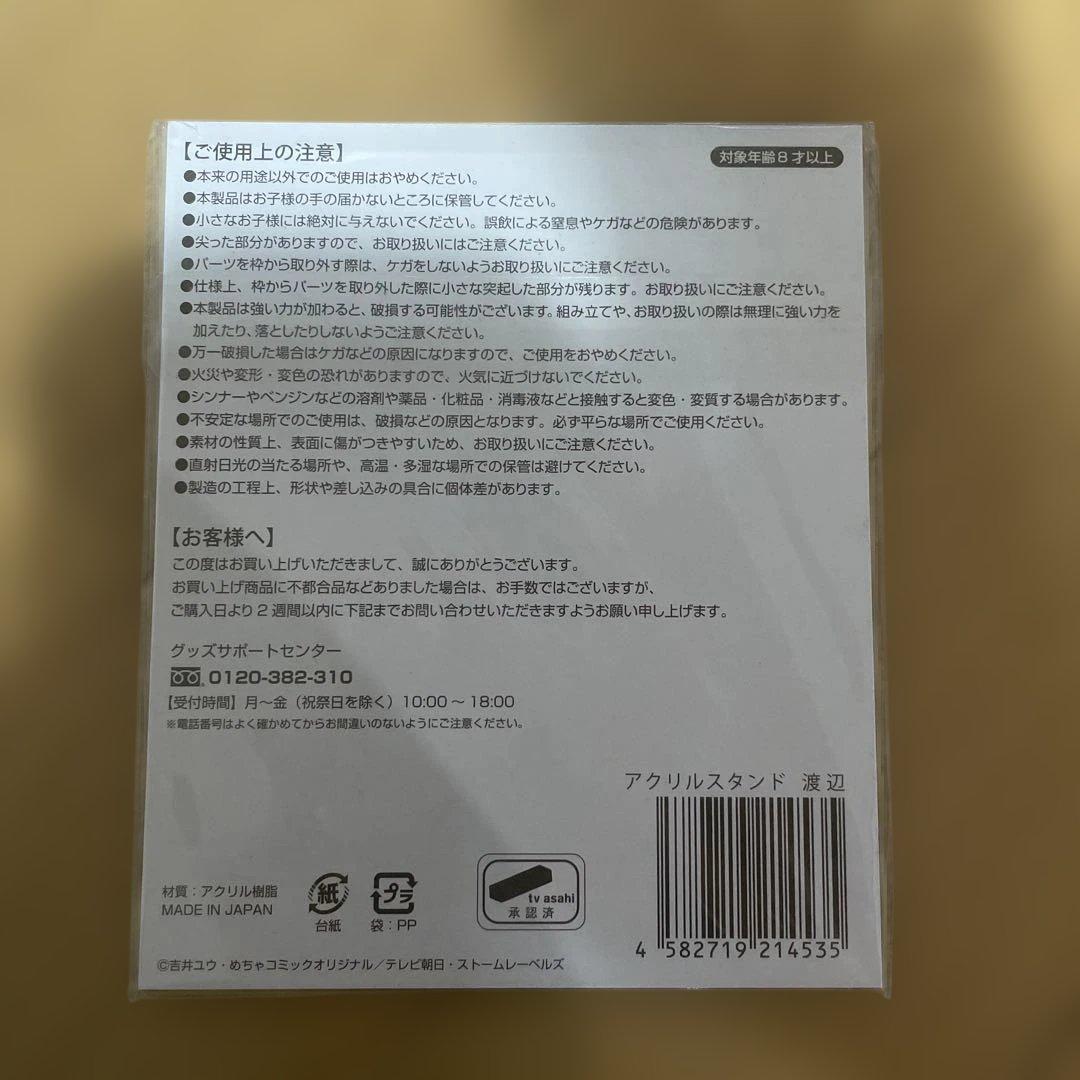 【ご使用上の注意】
対象年齢8才以上
●本来の用途以外でのご使用はおやめください。
●本製品はお子様の手の届かないところに保管してください。
●小さなお子様には絶対に与えないでください。誤飲による窒息やケガなどの危険があります。
●尖った部分がありますので、お取り扱いにはご注意ください。
●パーツを枠から取り外す際は、ケガをしないようお取り扱いにご注意ください。
●仕様上、枠からパーツを取り外した際に小さな突起した部分が残ります。お取り扱いにご注意ください。
●本製品は強い力が加わると、破損する可能性がございます。組み立てや、お取り扱いの際は無理に強い力を
加えたり、落としたりしないようご注意ください。
●万一破損した場合はケガなどの原因になりますので、ご使用をおやめください。
●火災や変形・変色の恐れがありますので、火気に近づけないでください。
●シンナーやベンジンなどの溶剤や薬品・化粧品・消毒液などと接触すると変色・変質する場合があります。
●不安定な場所でのご使用は、破損などの原因となります。必ず平らな場所でご使用ください。
●素材の性質上、表面に傷がつきやすいため、お取り扱いにご注意ください。
●直射日光の当たる場所や、高温・多湿な場所での保管は避けてください。
●製造の工程上、形状や差し込みの具合に個体差があります。
【お客様へ】
この度はお買い上げいただきまして、誠にありがとうございます。
お買い上げ商品に不都合品などありました場合は、お手数ではございますが、
ご購入日より2週間以内に下記までお問い合わせいただきますようお願い申し上げます。
グッズサポートセンター
0120-382-310
【受付時間】月〜金（祝祭日を除く）10:00〜18:00
※電話番号はよく確かめてからお間違いのないようにご注意ください。
アクリルスタンド 渡辺
材質：アクリル樹脂
MADE IN JAPAN
紙
台紙
プラ
袋：PP
tv asahi
承認済
4 582719 214535
©吉井ユウ・めちゃコミックオリジナル／テレビ朝日・ストームレーベルズ